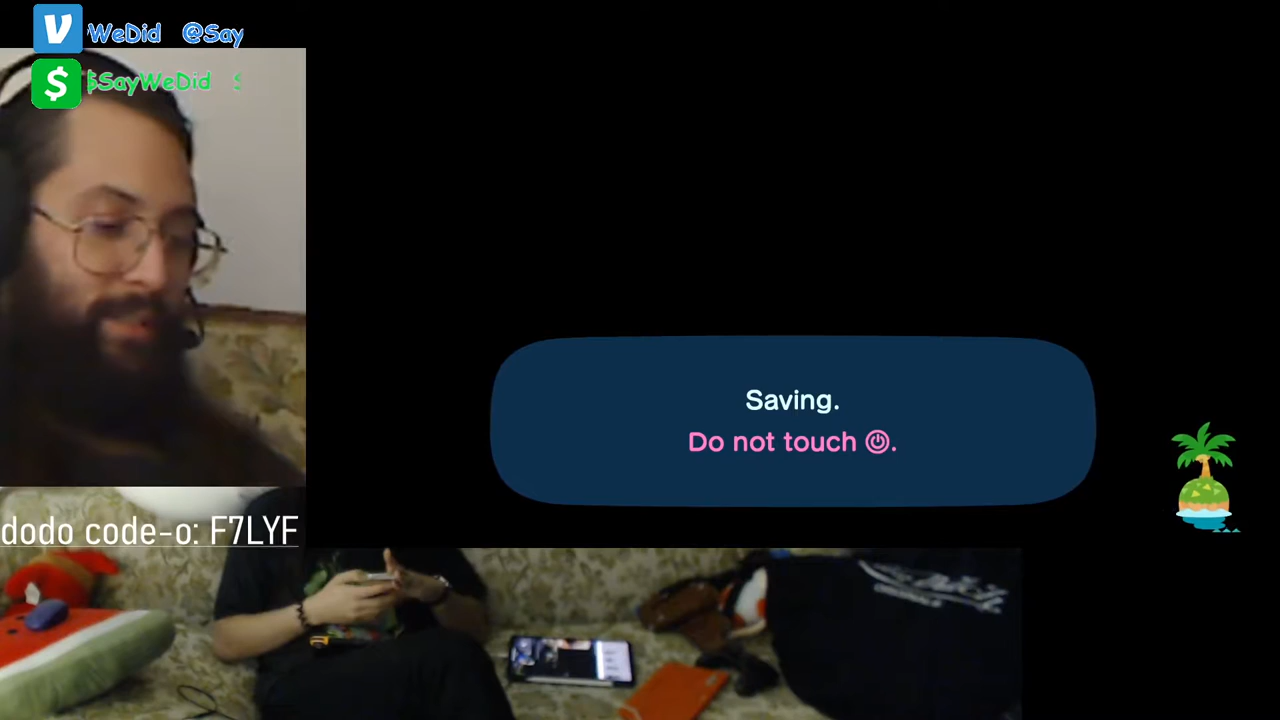 WeDid @Say
$SayWeDid
Saving.
Do not touch ⏻.
dodo code-o: F7LYF